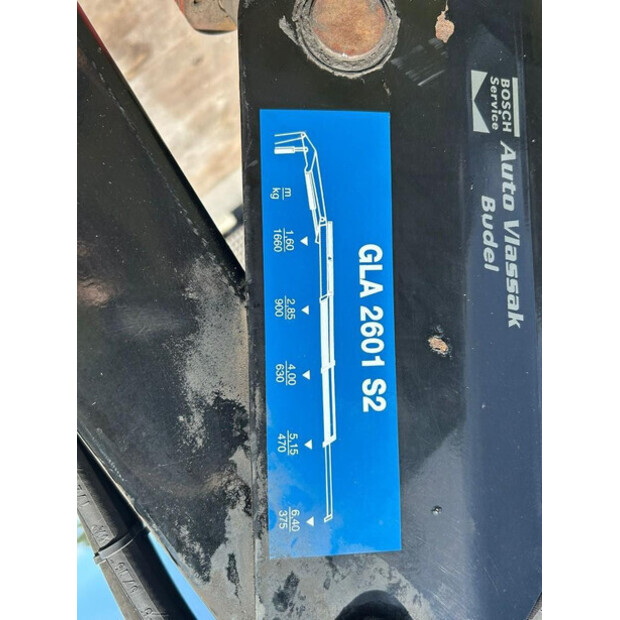 BOSCH
Service
Auto Vlassak
Budel
GLA 2601 S2
m 1,60 2,85 4,00 5,15 6,40
kg 1660 900 630 470 375